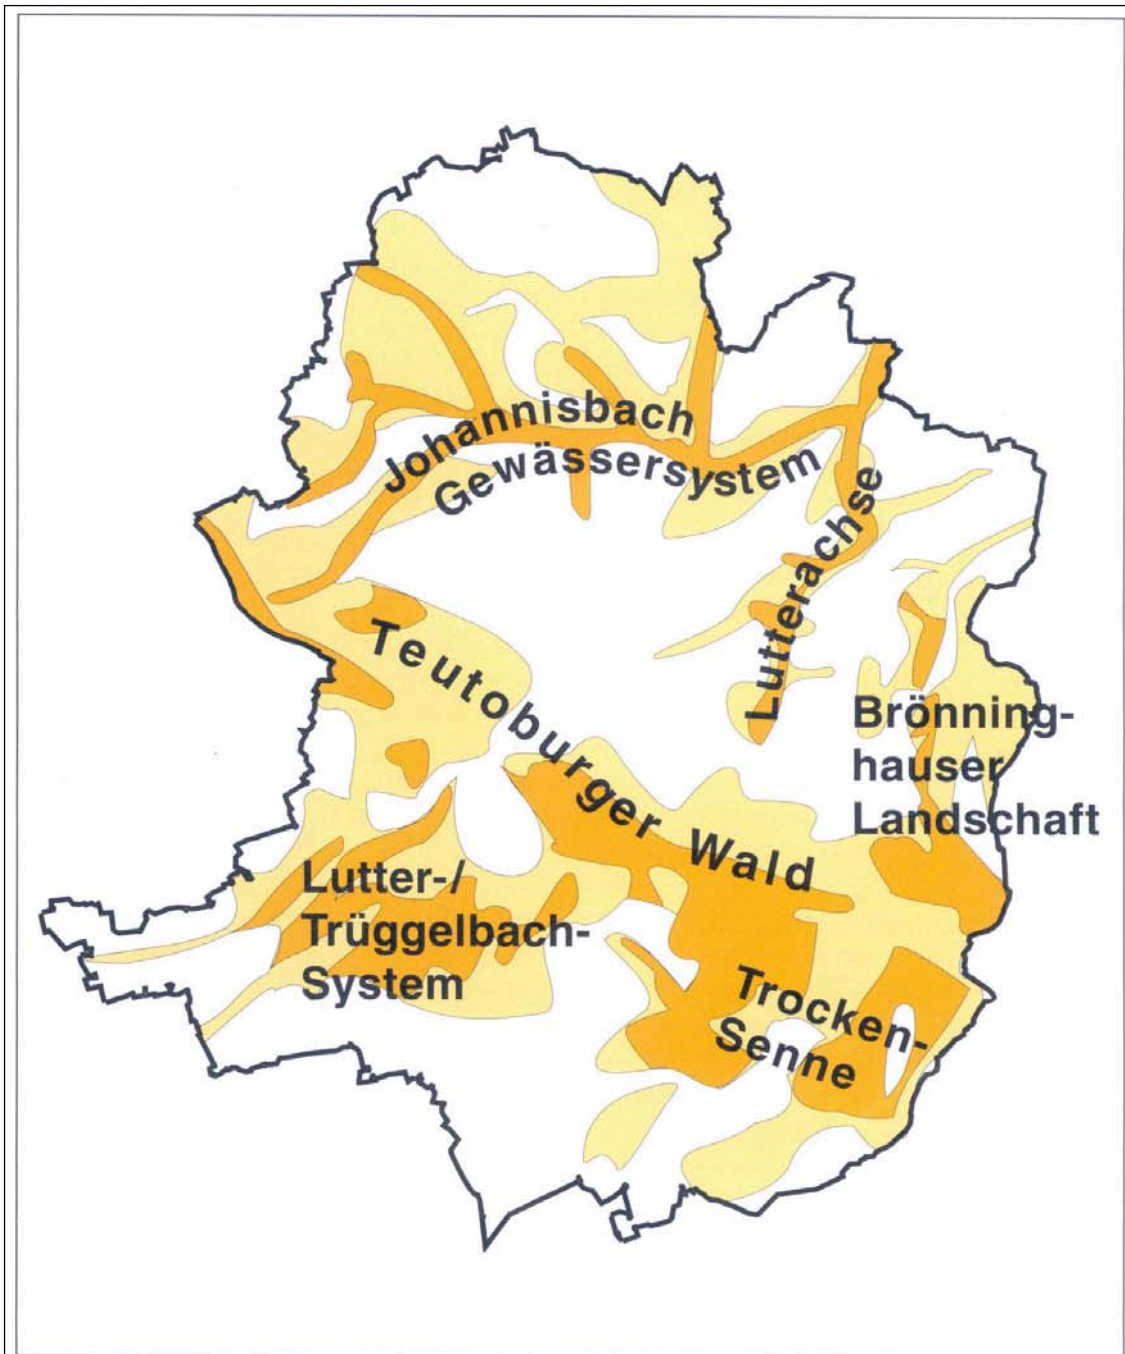 Johannisbach
Gewässersystem
Lutterachse
Teutoburger Wald
Brönning-
hauser
Landschaft
Lutter-/
Trüggelbach-
System
Trocken-
Senne